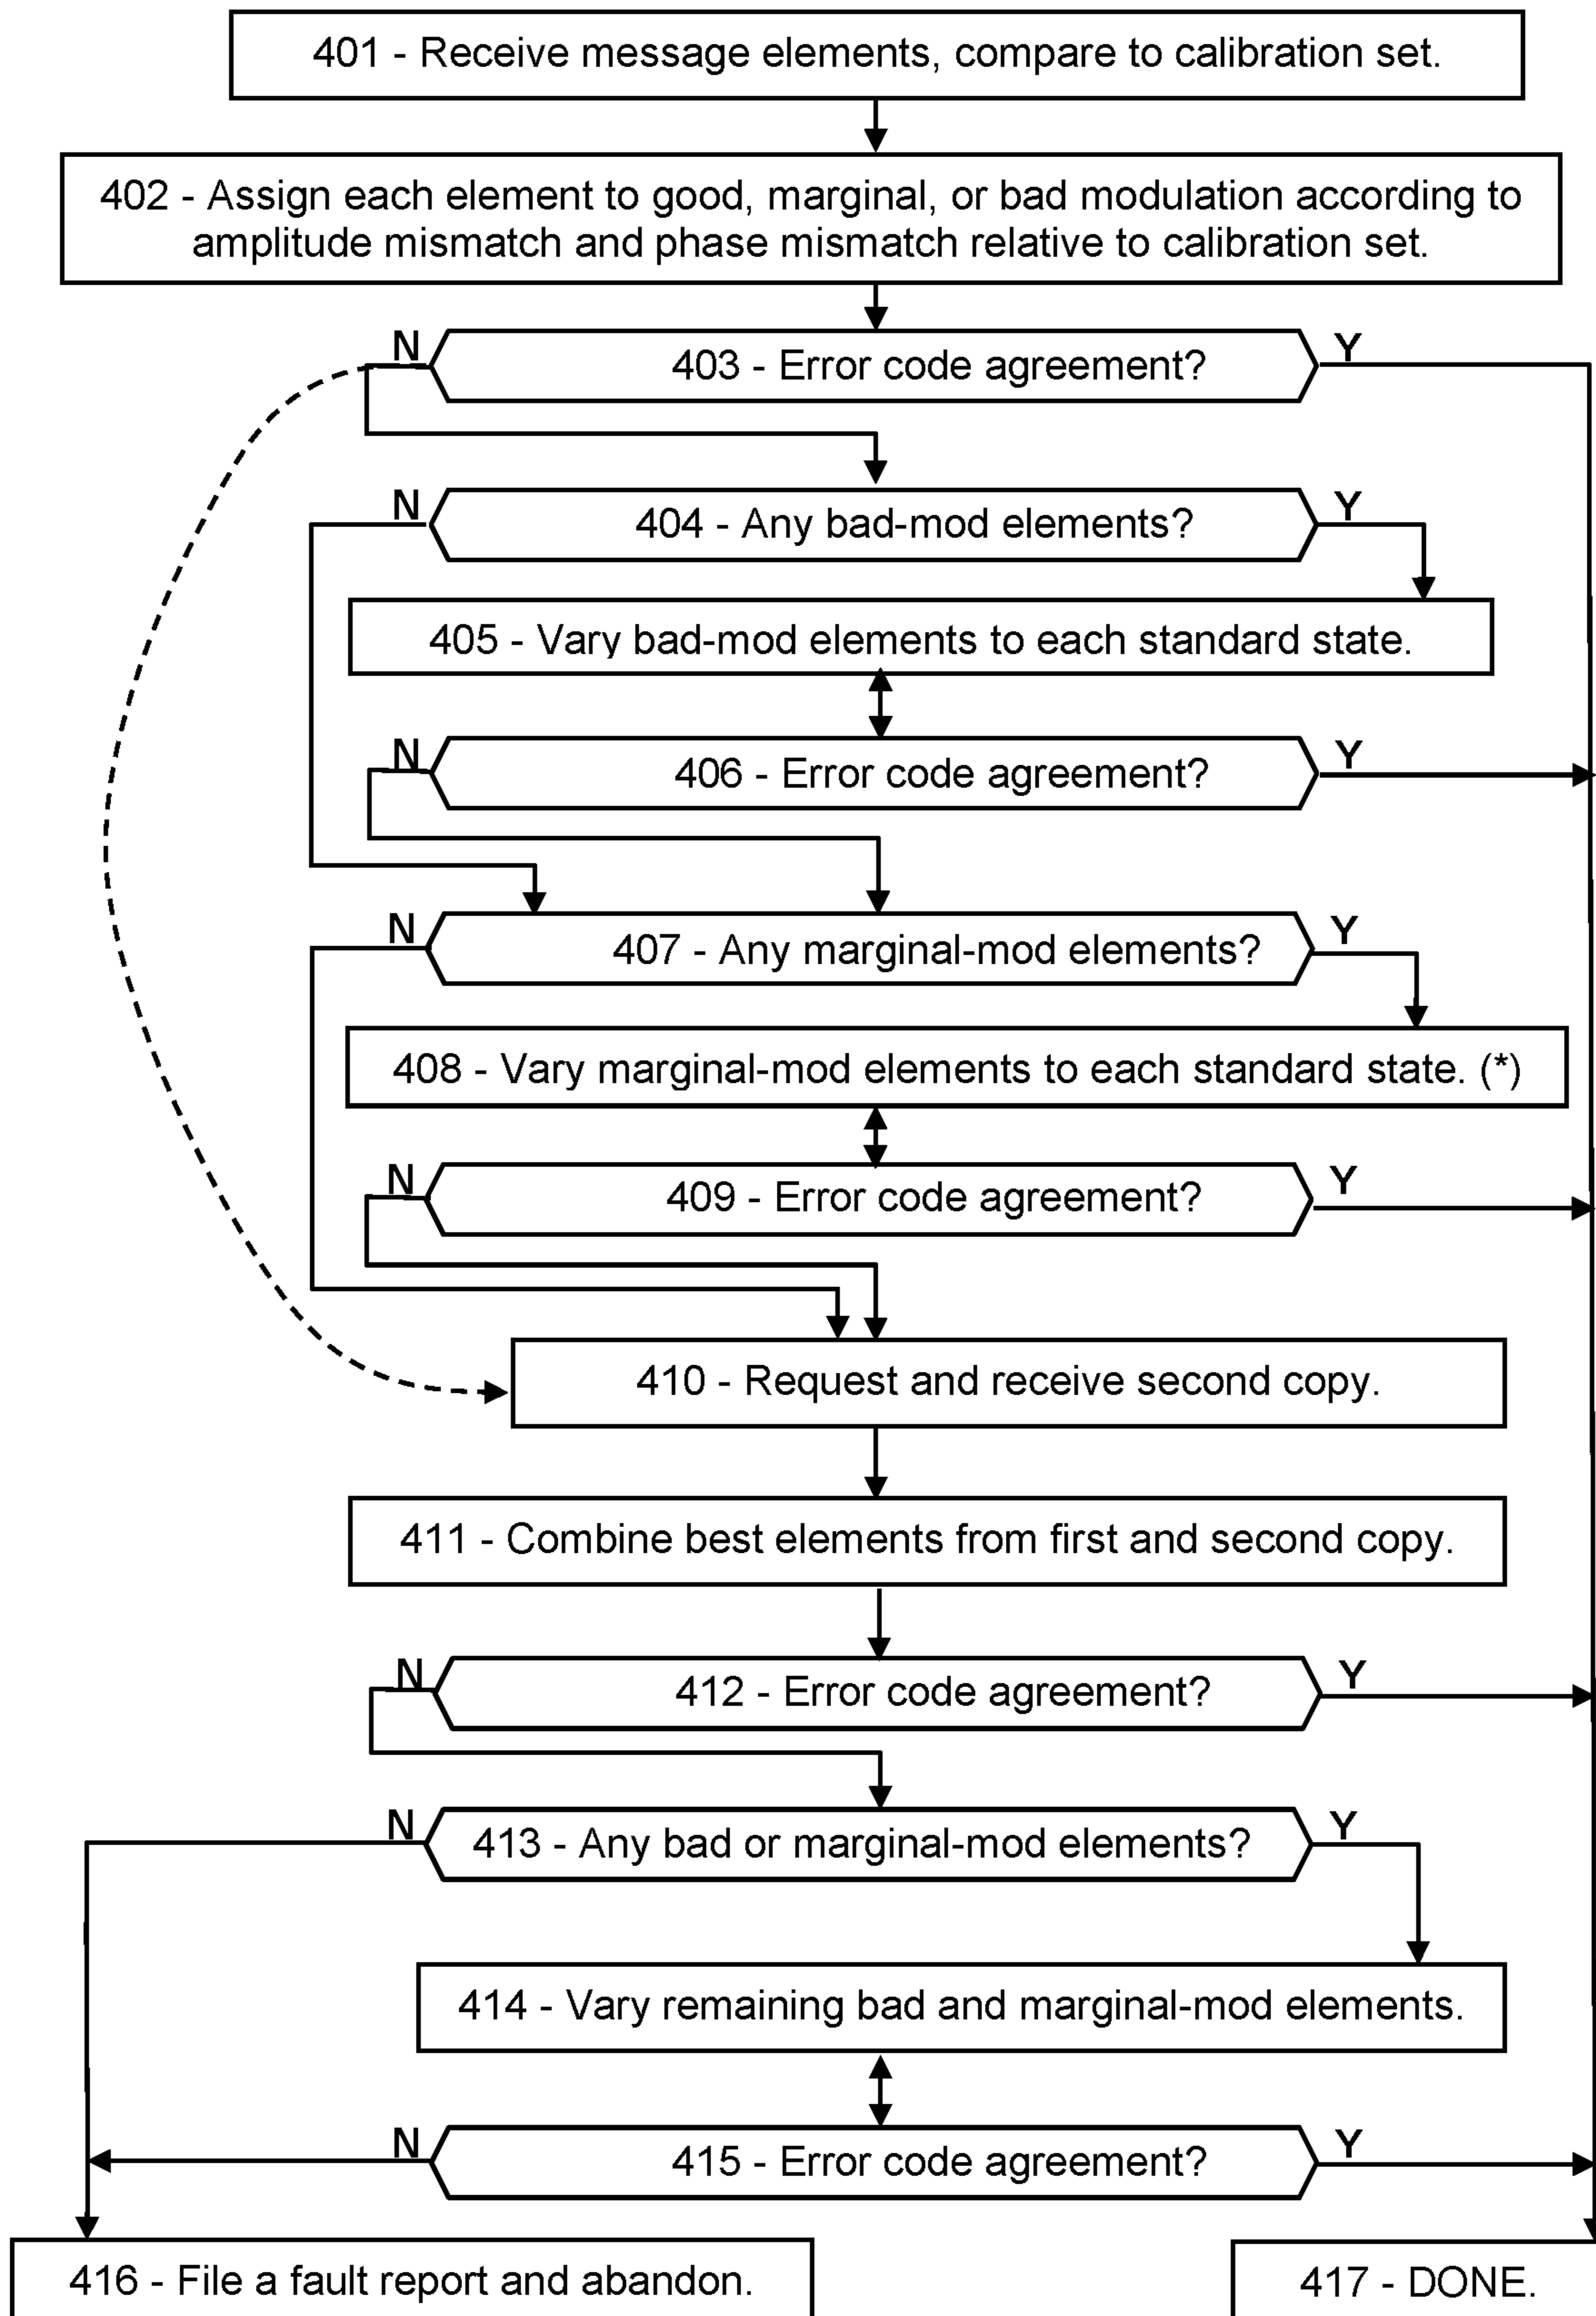 401 - Receive message elements, compare to calibration set.
402 - Assign each element to good, marginal, or bad modulation according to
amplitude mismatch and phase mismatch relative to calibration set.
N
403 - Error code agreement?
Y
N
404 - Any bad-mod elements?
Y
405 - Vary bad-mod elements to each standard state.
N
406 - Error code agreement?
Y
N
407 - Any marginal-mod elements?
Y
408 - Vary marginal-mod elements to each standard state. (*)
N
409 - Error code agreement?
Y
410 - Request and receive second copy.
411 - Combine best elements from first and second copy.
N
412 - Error code agreement?
Y
N
413 - Any bad or marginal-mod elements?
Y
414 - Vary remaining bad and marginal-mod elements.
N
415 - Error code agreement?
Y
416 - File a fault report and abandon.
417 - DONE.